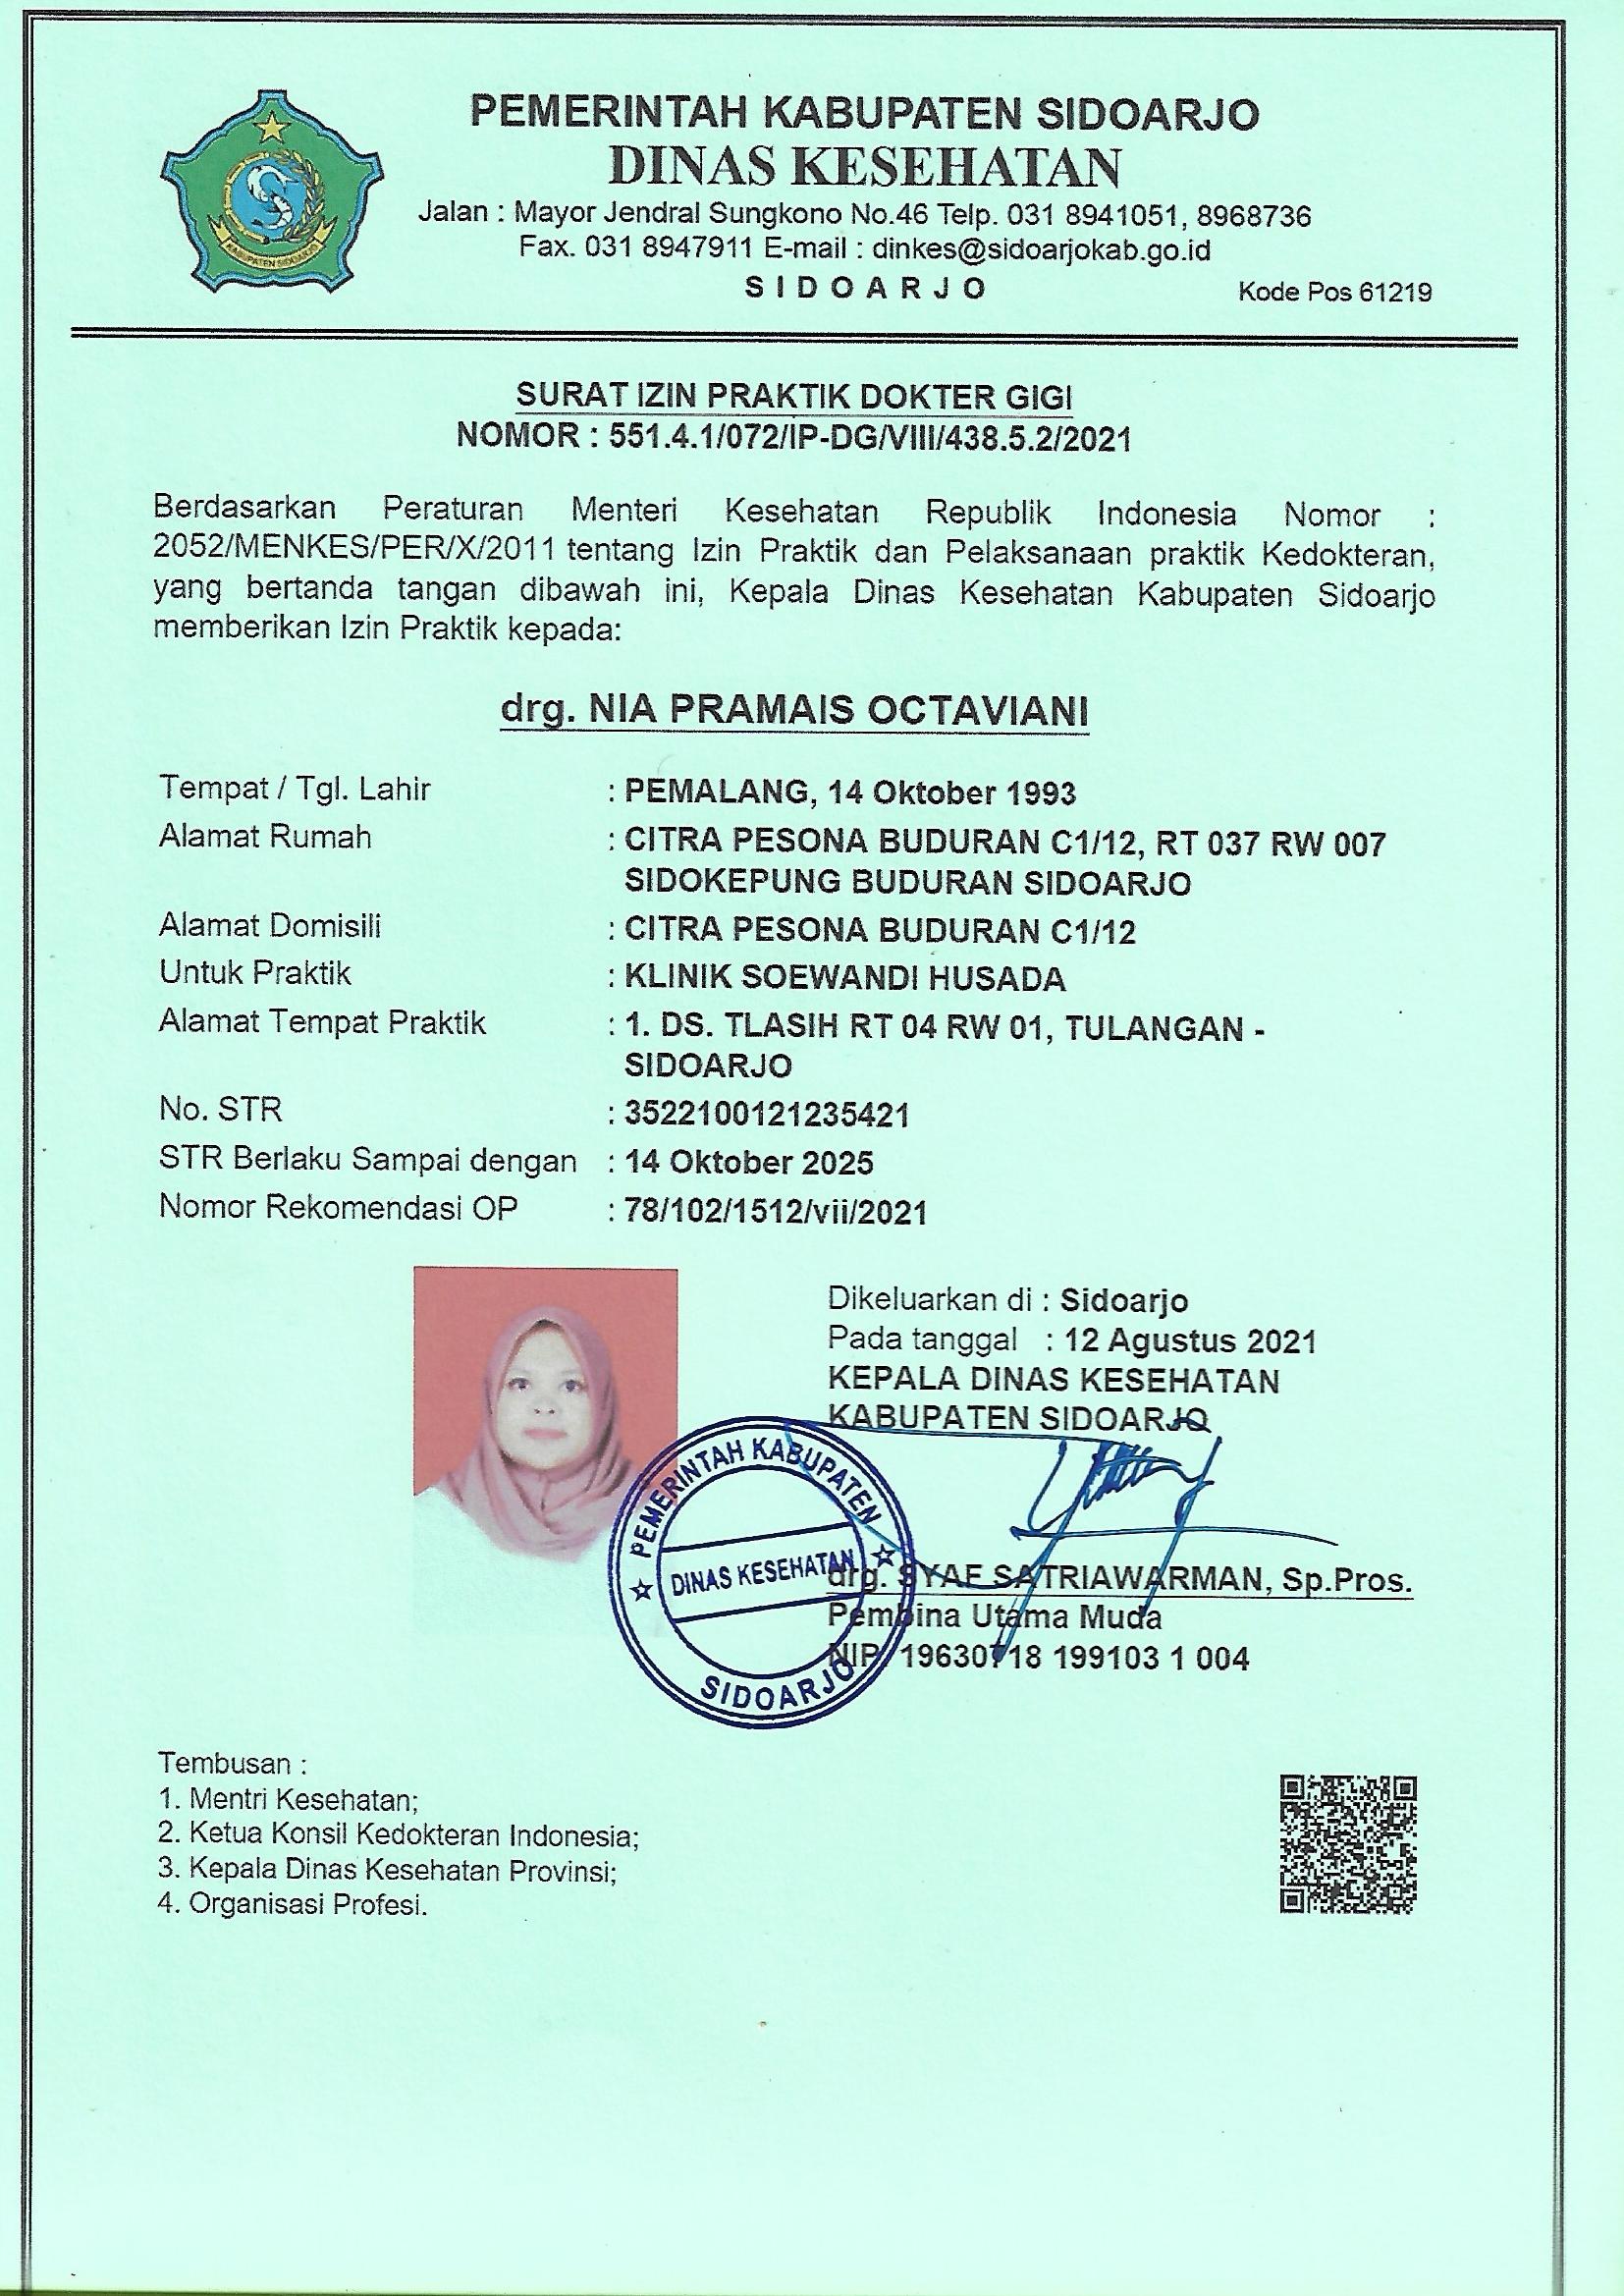 PEMERINTAH KABUPATEN SIDOARJO
DINAS KESEHATAN
Jalan : Mayor Jendral Sungkono No.46 Telp. 031 8941051, 8968736
Fax. 031 8947911 E-mail : dinkes@sidoarjokab.go.id
SIDOARJO
Kode Pos 61219
KABUPATEN SIDOARJO
SURAT IZIN PRAKTIK DOKTER GIGI
NOMOR : 551.4.1/072/IP-DG/VIII/438.5.2/2021
Berdasarkan Peraturan Menteri Kesehatan Republik Indonesia Nomor :
2052/MENKES/PER/X/2011 tentang Izin Praktik dan Pelaksanaan praktik Kedokteran,
yang bertanda tangan dibawah ini, Kepala Dinas Kesehatan Kabupaten Sidoarjo
memberikan Izin Praktik kepada:
drg. NIA PRAMAIS OCTAVIANI
Tempat / Tgl. Lahir : PEMALANG, 14 Oktober 1993
Alamat Rumah : CITRA PESONA BUDURAN C1/12, RT 037 RW 007
SIDOKEPUNG BUDURAN SIDOARJO
Alamat Domisili : CITRA PESONA BUDURAN C1/12
Untuk Praktik : KLINIK SOEWANDI HUSADA
Alamat Tempat Praktik : 1. DS. TLASIH RT 04 RW 01, TULANGAN -
SIDOARJO
No. STR : 3522100121235421
STR Berlaku Sampai dengan : 14 Oktober 2025
Nomor Rekomendasi OP : 78/102/1512/vii/2021
Dikeluarkan di : Sidoarjo
Pada tanggal : 12 Agustus 2021
KEPALA DINAS KESEHATAN
KABUPATEN SIDOARJO
PEMERINTAH KABUPATEN
DINAS KESEHATAN
SIDOARJO
drg. SYAF SATRIAWARMAN, Sp.Pros.
Pembina Utama Muda
NIP. 19630718 199103 1 004
Tembusan :
1. Mentri Kesehatan;
2. Ketua Konsil Kedokteran Indonesia;
3. Kepala Dinas Kesehatan Provinsi;
4. Organisasi Profesi.